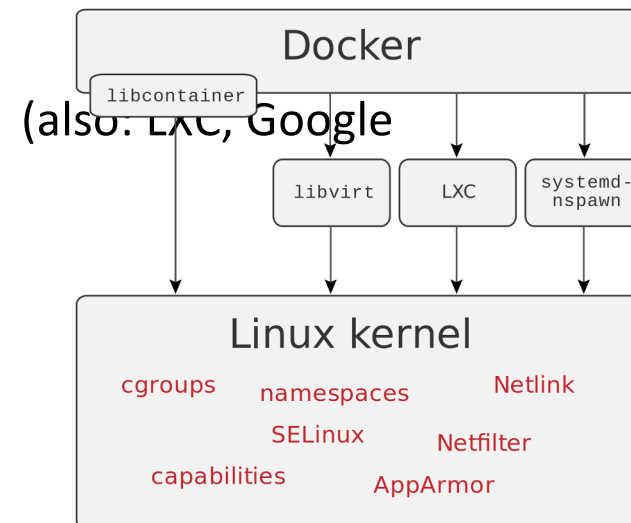 Docker
libcontainer
(also: LXC, Google
libvirt
LXC
systemd-
nspawn
Linux kernel
cgroups
namespaces
Netlink
SELinux
Netfilter
capabilities
AppArmor